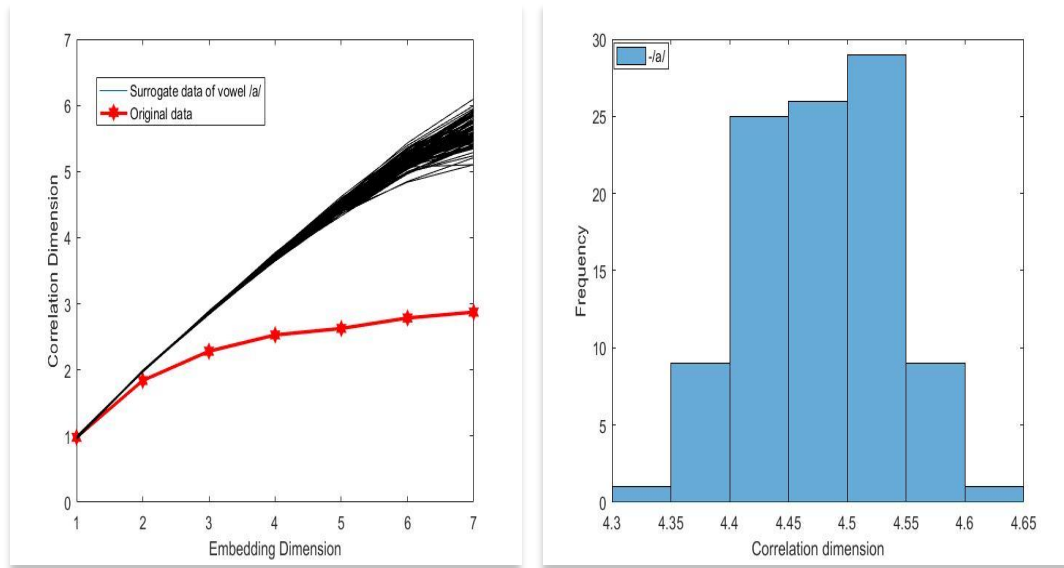 7
6
5
4
3
2
1
0
Correlation Dimension
Surrogate data of vowel /a/
Original data
1 2 3 4 5 6 7
Embedding Dimension
30
25
20
15
10
5
0
Frequency
-/a/
4.3 4.35 4.4 4.45 4.5 4.55 4.6 4.65
Correlation dimension